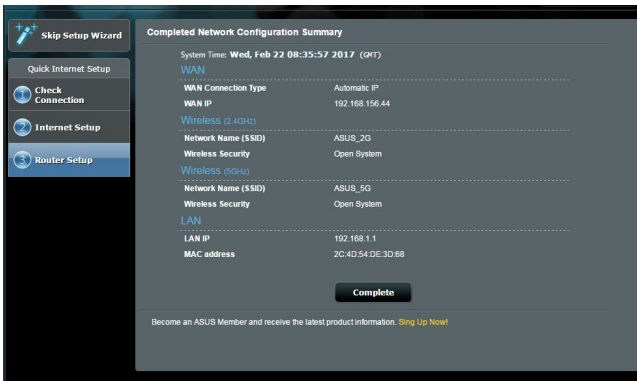 Skip Setup Wizard
Quick Internet Setup
1 Check
Connection
2 Internet Setup
3 Router Setup
Completed Network Configuration Summary
System Time: Wed, Feb 22 08:35:57 2017 (GMT)
WAN
WAN Connection Type Automatic IP
WAN IP 192.168.156.44
Wireless (2.4GHz)
Network Name (SSID) ASUS_2G
Wireless Security Open System
Wireless (5GHz)
Network Name (SSID) ASUS_5G
Wireless Security Open System
LAN
LAN IP 192.168.1.1
MAC address 2C:4D:54:DE:3D:68
Complete
Become an ASUS Member and receive the latest product information. Sing Up Now!